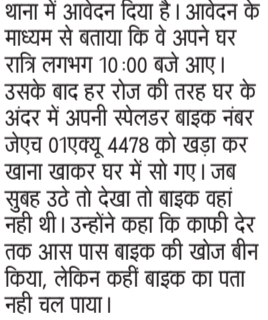 थाना में आवेदन दिया है। आवेदन के
माध्यम से बताया कि वे अपने घर
रात्रि लगभग 10:00 बजे आए।
उसके बाद हर रोज की तरह घर के
अंदर में अपनी स्पेलडर बाइक नंबर
जेएच 01एक्यू 4478 को खड़ा कर
खाना खाकर घर में सो गए। जब
सुबह उठे तो देखा तो बाइक वहां
नही थी। उन्होंने कहा कि काफी देर
तक आस पास बाइक की खोज बीन
किया, लेकिन कहीं बाइक का पता
नही चल पाया।